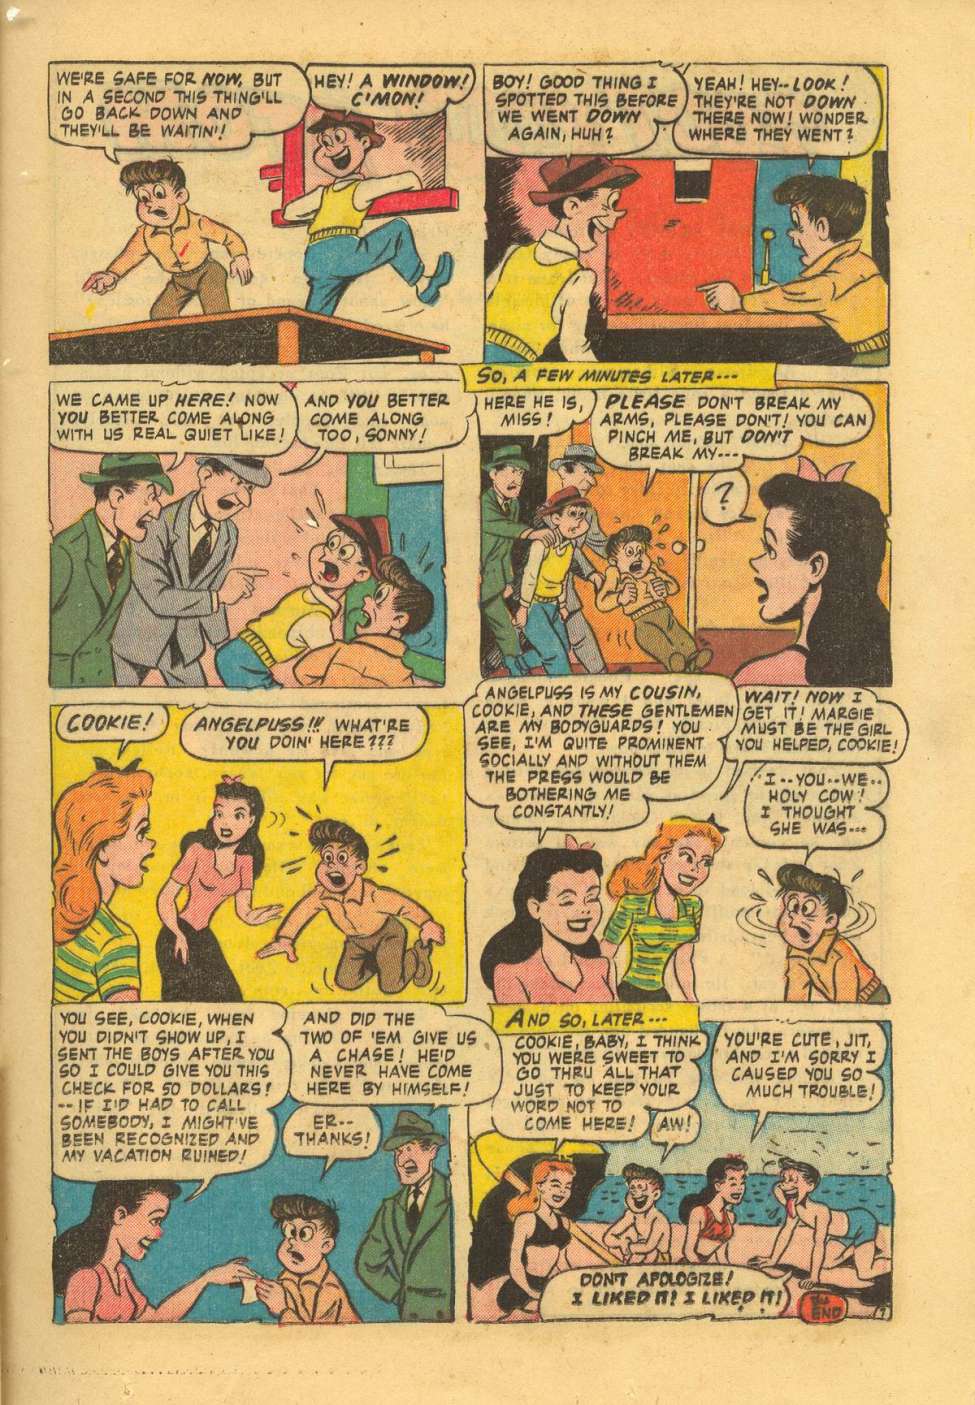 WE'RE SAFE FOR NOW, BUT
IN A SECOND THIS THING'LL
GO BACK DOWN AND
THEY'LL BE WAITIN'!
HEY! A WINDOW!
C'MON!
BOY! GOOD THING I
SPOTTED THIS BEFORE
WE WENT DOWN
AGAIN, HUH?
YEAH! HEY--LOOK!
THEY'RE NOT DOWN
THERE NOW! WONDER
WHERE THEY WENT?
WE CAME UP HERE! NOW
YOU BETTER COME ALONG
WITH US REAL QUIET LIKE!
AND YOU BETTER
COME ALONG
TOO, SONNY!
SO, A FEW MINUTES LATER---
HERE HE IS,
MISS!
PLEASE DON'T BREAK MY
ARMS, PLEASE DON'T! YOU CAN
PINCH ME, BUT DON'T
BREAK MY---
?
COOKIE!
ANGELPUSS!!! WHAT'RE
YOU DOIN' HERE???
ANGELPUSS IS MY COUSIN,
COOKIE, AND THESE GENTLEMEN
ARE MY BODYGUARDS! YOU
SEE, I'M QUITE PROMINENT
SOCIALLY AND WITHOUT THEM
THE PRESS WOULD BE
BOTHERING ME
CONSTANTLY!
WAIT! NOW I
GET IT! MARGIE
MUST BE THE GIRL
YOU HELPED, COOKIE!
I--YOU--WE--
HOLY COW!
I THOUGHT
SHE WAS---
YOU SEE, COOKIE, WHEN
YOU DIDN'T SHOW UP, I
SENT THE BOYS AFTER YOU
SO I COULD GIVE YOU THIS
CHECK FOR 50 DOLLARS!
--IF I'D HAD TO CALL
SOMEBODY, I MIGHT'VE
BEEN RECOGNIZED AND
MY VACATION RUINED!
AND DID THE
TWO OF 'EM GIVE US
A CHASE! HE'D
NEVER HAVE COME
HERE BY HIMSELF!
ER--
THANKS!
AND SO, LATER---
COOKIE, BABY, I THINK
YOU WERE SWEET TO
GO THRU ALL THAT
JUST TO KEEP YOUR
WORD NOT TO
COME HERE!
AW!
YOU'RE CUTE, JIT,
AND I'M SORRY I
CAUSED YOU SO
MUCH TROUBLE!
DON'T APOLOGIZE!
I LIKED IT! I LIKED IT!
THE
END